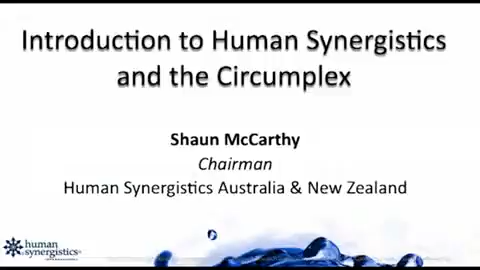 Introduction to Human Synergistics
and the Circumplex
Shaun McCarthy
Chairman
Human Synergistics Australia & New Zealand
human
synergistics